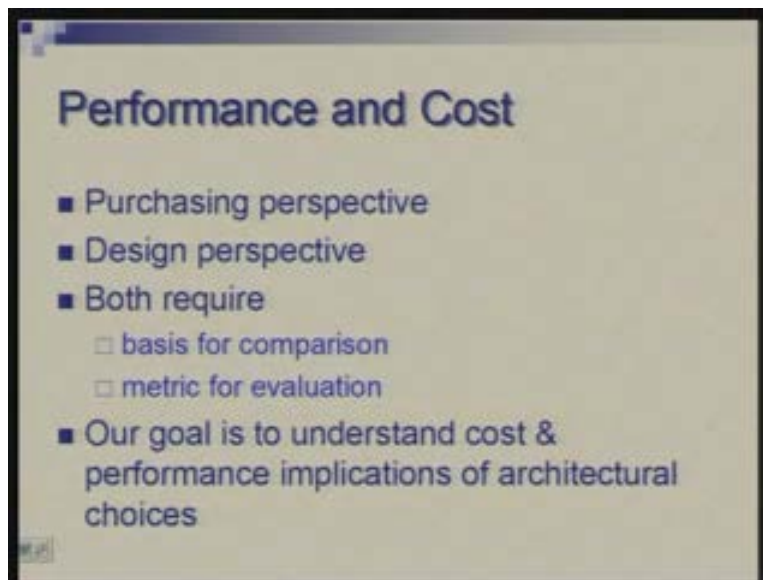 Performance and Cost
Purchasing perspective
Design perspective
Both require
basis for comparison
metric for evaluation
Our goal is to understand cost &
performance implications of architectural
choices